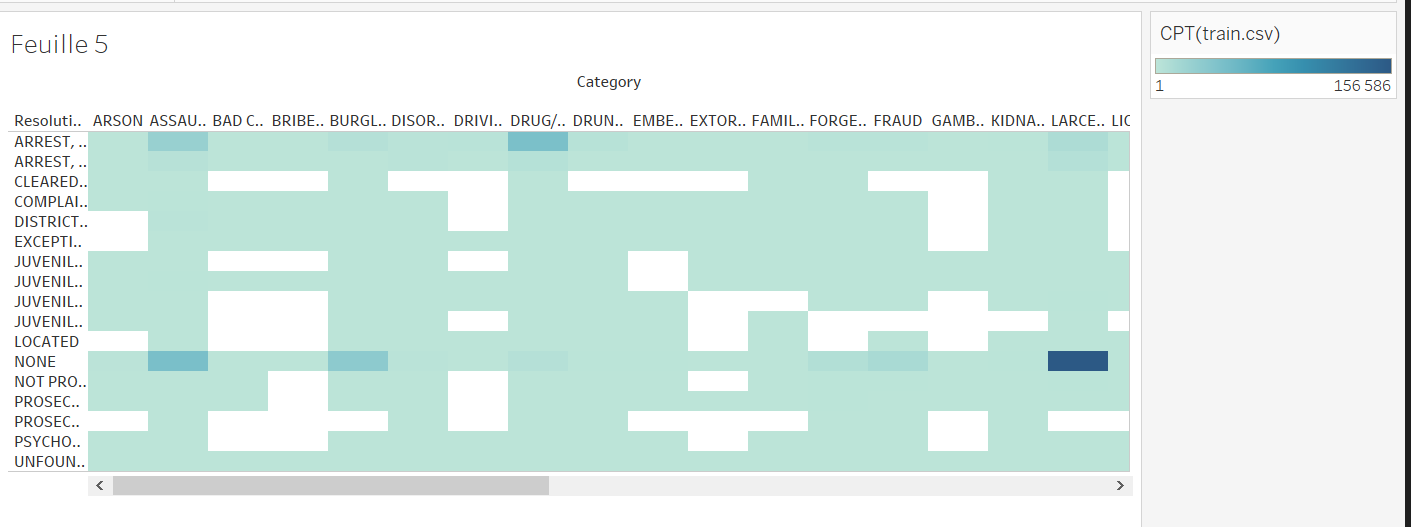 Feuille 5
CPT(train.csv)
1 156 586
Category
Resoluti.. ARSON ASSAU.. BAD C.. BRIBE.. BURGL.. DISOR.. DRIVI.. DRUG/.. DRUN.. EMBE.. EXTOR.. FAMIL.. FORGE.. FRAUD GAMB.. KIDNA.. LARCE.. LIC
ARREST, ..
ARREST, ..
CLEARED..
COMPLAI..
DISTRICT..
EXCEPTI..
JUVENIL..
JUVENIL..
JUVENIL..
JUVENIL..
LOCATED
NONE
NOT PRO..
PROSEC..
PROSEC..
PSYCHO..
UNFOUN..